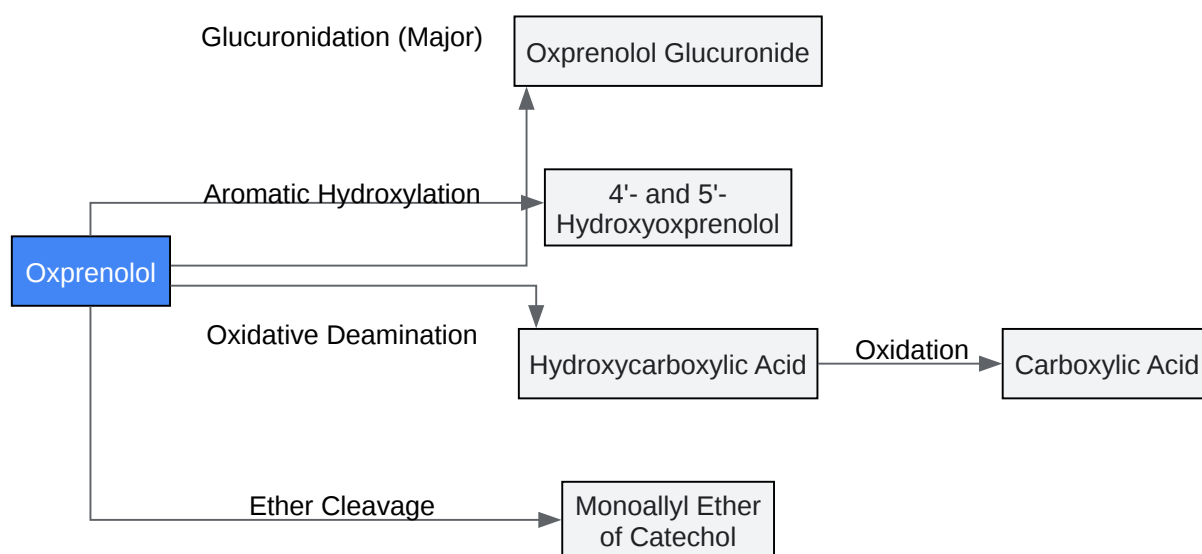 Glucuronidation (Major)
Oxprenolol Glucuronide
Aromatic Hydroxylation
4'- and 5'-
Hydroxyoxprenolol
Oxprenolol
Oxidative Deamination
Hydroxycarboxylic Acid
Oxidation
Carboxylic Acid
Ether Cleavage
Monoallyl Ether
of Catechol